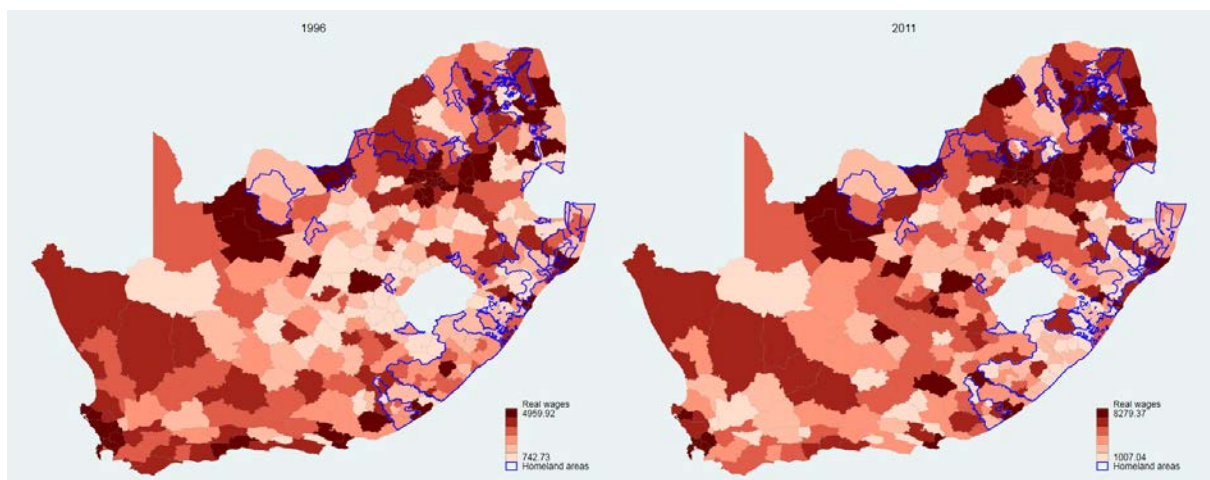 1996
Real wages
4959.92
742.73
Homeland areas
2011
Real wages
8279.37
1007.04
Homeland areas